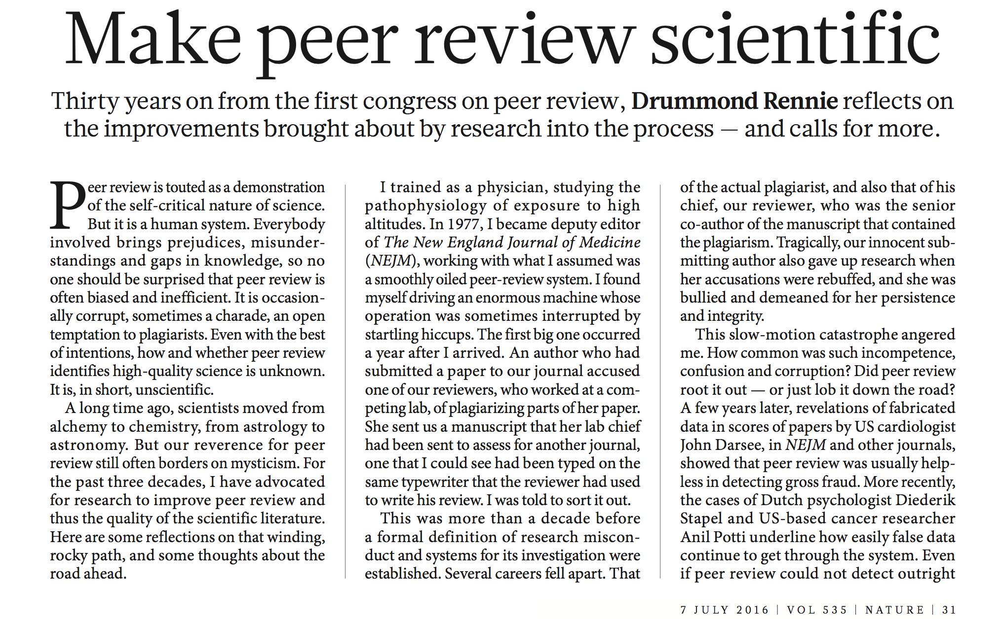 Make peer review scientific
Thirty years on from the first congress on peer review, Drummond Rennie reflects on
the improvements brought about by research into the process — and calls for more.
Peer review is touted as a demonstration
of the self-critical nature of science.
But it is a human system. Everybody
involved brings prejudices, misunder-
standings and gaps in knowledge, so no
one should be surprised that peer review is
often biased and inefficient. It is occasion-
ally corrupt, sometimes a charade, an open
temptation to plagiarists. Even with the best
of intentions, how and whether peer review
identifies high-quality science is unknown.
It is, in short, unscientific.
A long time ago, scientists moved from
alchemy to chemistry, from astrology to
astronomy. But our reverence for peer
review still often borders on mysticism. For
the past three decades, I have advocated
for research to improve peer review and
thus the quality of the scientific literature.
Here are some reflections on that winding,
rocky path, and some thoughts about the
road ahead.
I trained as a physician, studying the
pathophysiology of exposure to high
altitudes. In 1977, I became deputy editor
of The New England Journal of Medicine
(NEJM), working with what I assumed was
a smoothly oiled peer-review system. I found
myself driving an enormous machine whose
operation was sometimes interrupted by
startling hiccups. The first big one occurred
a year after I arrived. An author who had
submitted a paper to our journal accused
one of our reviewers, who worked at a com-
peting lab, of plagiarizing parts of her paper.
She sent us a manuscript that her lab chief
had been sent to assess for another journal,
one that I could see had been typed on the
same typewriter that the reviewer had used
to write his review. I was told to sort it out.
This was more than a decade before
a formal definition of research miscon-
duct and systems for its investigation were
established. Several careers fell apart. That
of the actual plagiarist, and also that of his
chief, our reviewer, who was the senior
co-author of the manuscript that contained
the plagiarism. Tragically, our innocent sub-
mitting author also gave up research when
her accusations were rebuffed, and she was
bullied and demeaned for her persistence
and integrity.
This slow-motion catastrophe angered
me. How common was such incompetence,
confusion and corruption? Did peer review
root it out — or just lob it down the road?
A few years later, revelations of fabricated
data in scores of papers by US cardiologist
John Darsee, in NEJM and other journals,
showed that peer review was usually help-
less in detecting gross fraud. More recently,
the cases of Dutch psychologist Diederik
Stapel and US-based cancer researcher
Anil Potti underline how easily false data
continue to get through the system. Even
if peer review could not detect outright
7 JULY 2016 | VOL 535 | NATURE | 31